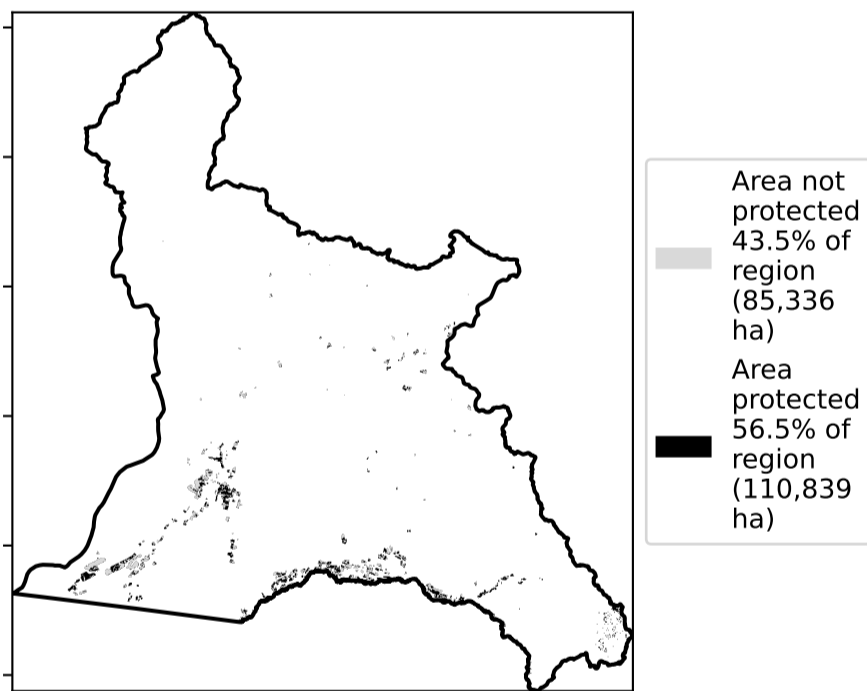 Area not
protected
43.5% of
region
(85,336
ha)
Area
protected
56.5% of
region
(110,839
ha)